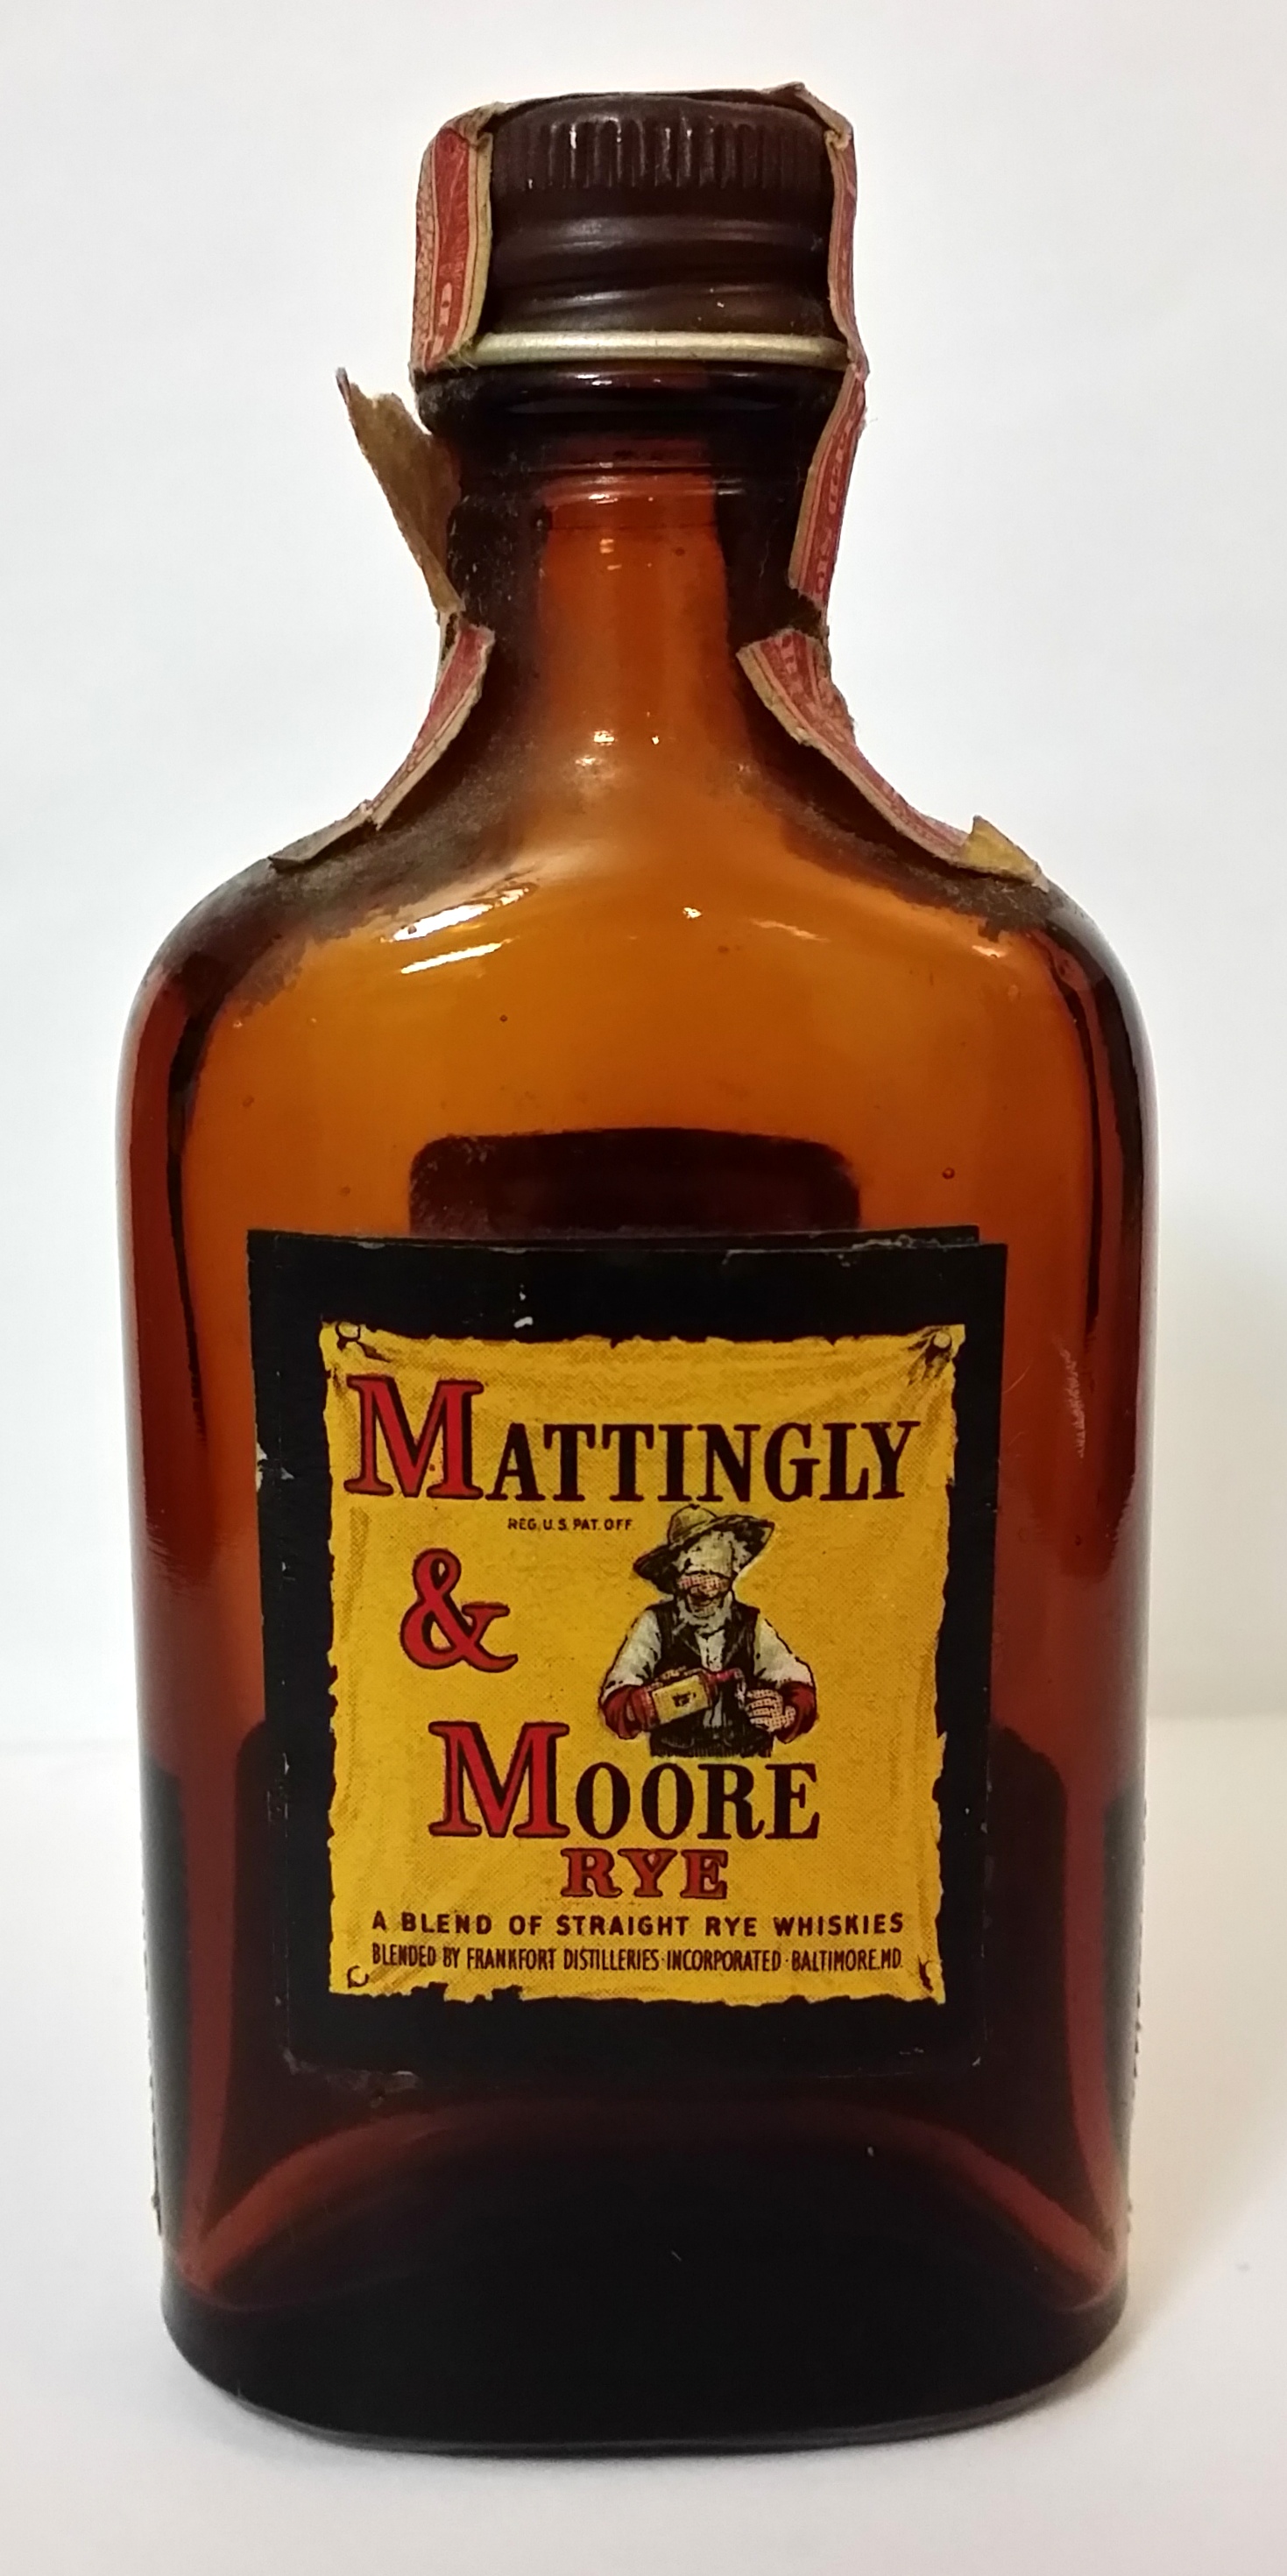 MATTINGLY
REG. U.S. PAT. OFF.
&
MOORE
RYE
A BLEND OF STRAIGHT RYE WHISKIES
BLENDED BY FRANKFORT DISTILLERIES·INCORPORATED·BALTIMORE, MD.